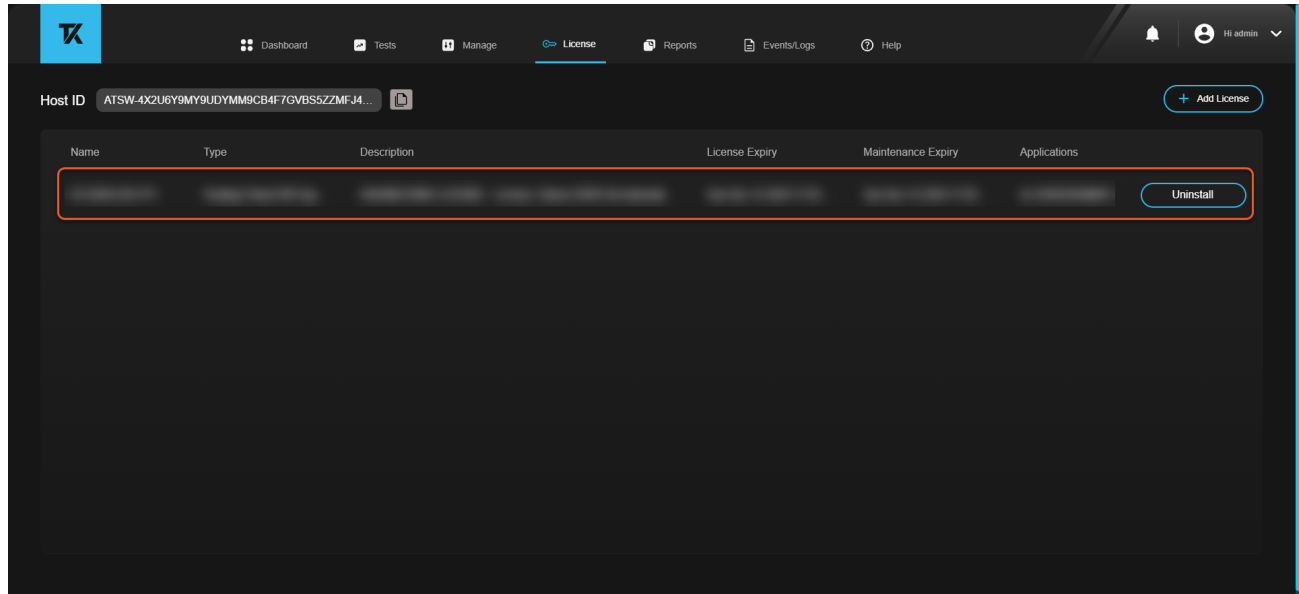 TK
Dashboard Tests Manage License Reports Events/Logs Help Hi admin
Host ID ATSW-4X2U6Y9MY9UDYMM9CB4F7GVBS5ZZMFJ4... + Add License
Name Type Description License Expiry Maintenance Expiry Applications
Uninstall